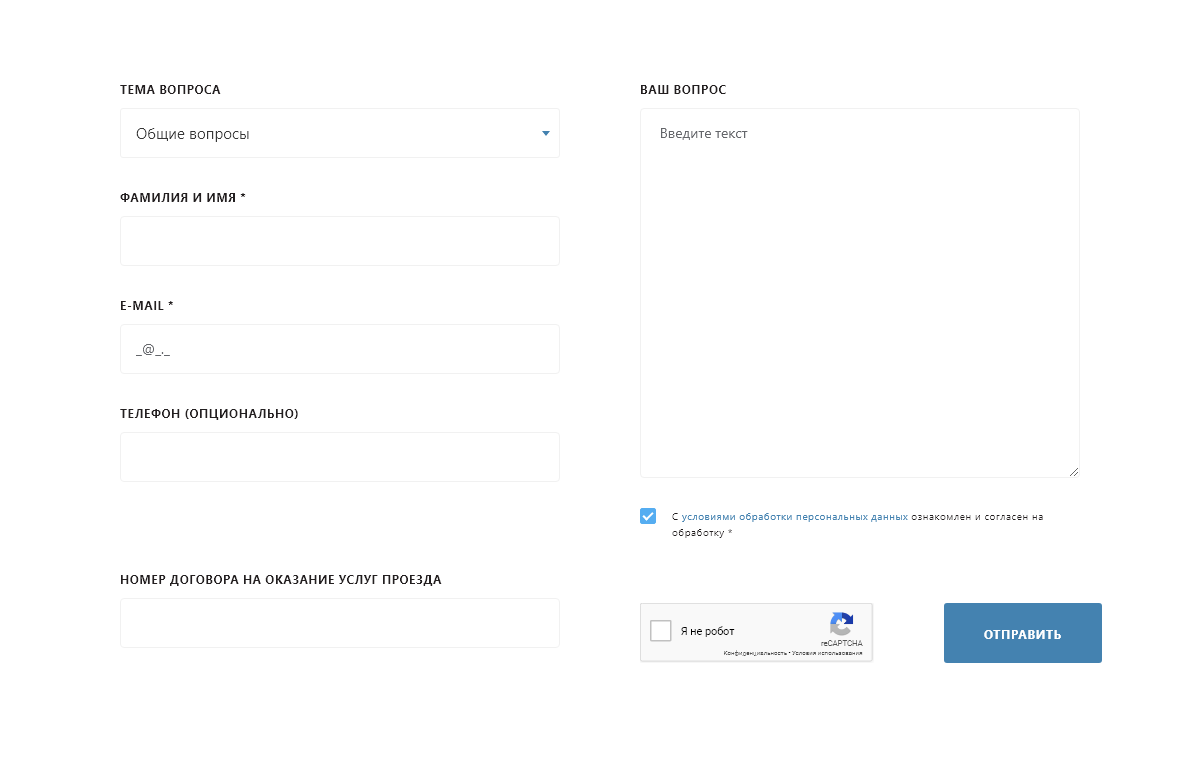 ТЕМА ВОПРОСА
Общие вопросы
ФАМИЛИЯ И ИМЯ *
E-MAIL *
_@_._
ТЕЛЕФОН (ОПЦИОНАЛЬНО)
НОМЕР ДОГОВОРА НА ОКАЗАНИЕ УСЛУГ ПРОЕЗДА
ВАШ ВОПРОС
Введите текст
С условиями обработки персональных данных ознакомлен и согласен на
обработку *
Я не робот
reCAPTCHA
Конфиденциальность - Условия использования
ОТПРАВИТЬ